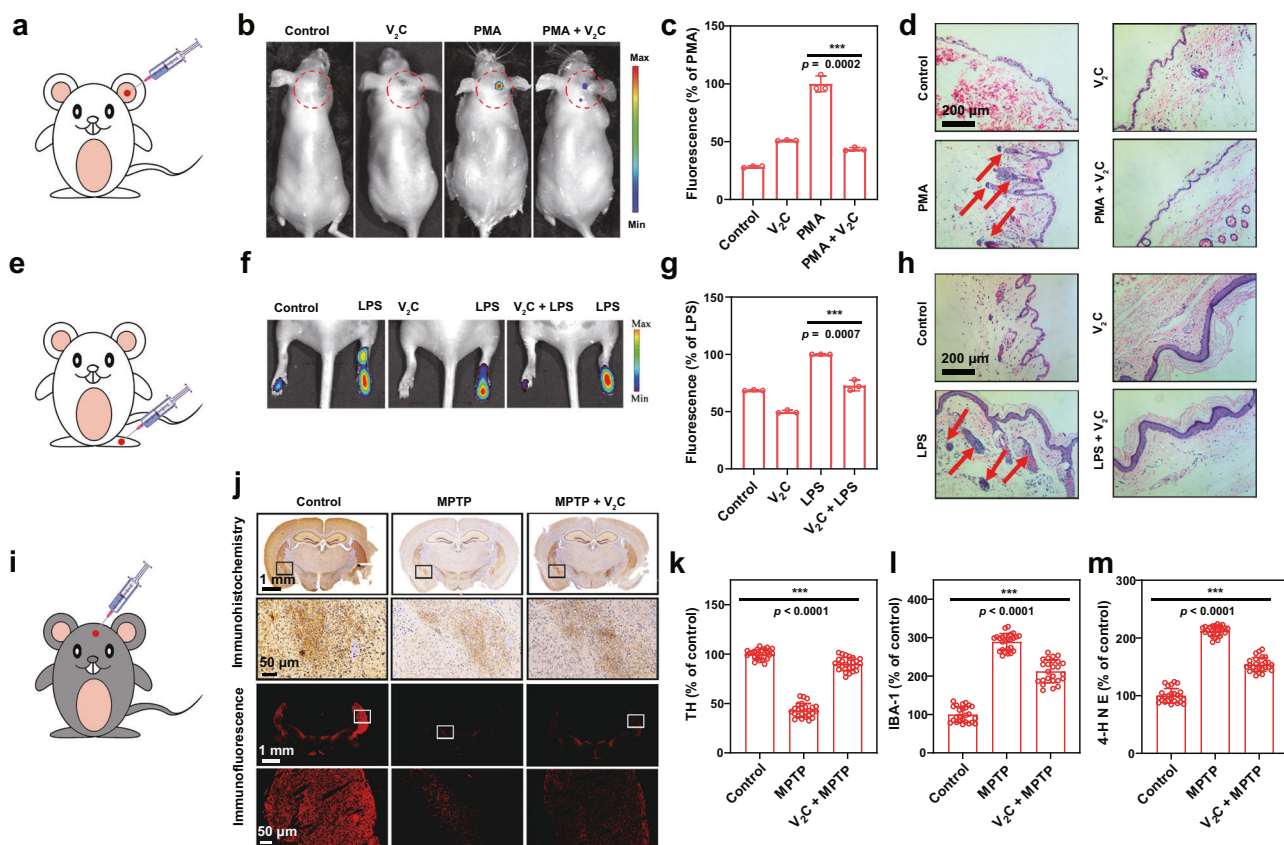 a
b
Control
V₂C
PMA
PMA + V₂C
Max
Min
c
Fluorescence (% of PMA)
150
100
50
0
***
p = 0.0002
Control
V₂C
PMA
PMA + V₂C
d
Control
200 µm
V₂C
PMA
PMA + V₂C
e
f
Control
LPS
V₂C
LPS
V₂C + LPS
LPS
Max
Min
g
Fluorescence (% of LPS)
150
100
50
0
***
p = 0.0007
Control
V₂C
LPS
V₂C + LPS
h
Control
200 µm
V₂C
LPS
LPS + V₂C
i
j
Control
MPTP
MPTP + V₂C
Immunohistochemistry
1 mm
50 µm
Immunofluorescence
1 mm
50 µm
k
TH (% of control)
150
100
50
0
***
p < 0.0001
Control
MPTP
V₂C + MPTP
l
IBA-1 (% of control)
400
300
200
100
0
***
p < 0.0001
Control
MPTP
V₂C + MPTP
m
4-H N E (% of control)
300
200
100
0
***
p < 0.0001
Control
MPTP
V₂C + MPTP